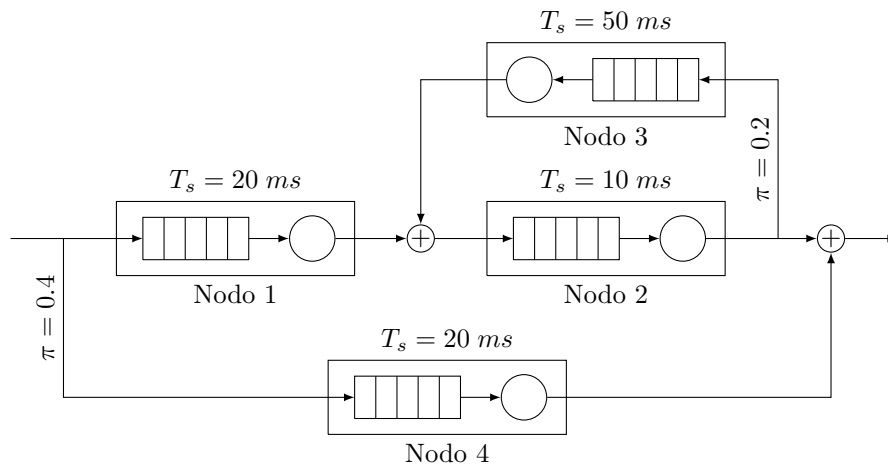 T_s = 50 ms
Nodo 3
π = 0.2
T_s = 20 ms
T_s = 10 ms
Nodo 1
Nodo 2
π = 0.4
T_s = 20 ms
Nodo 4